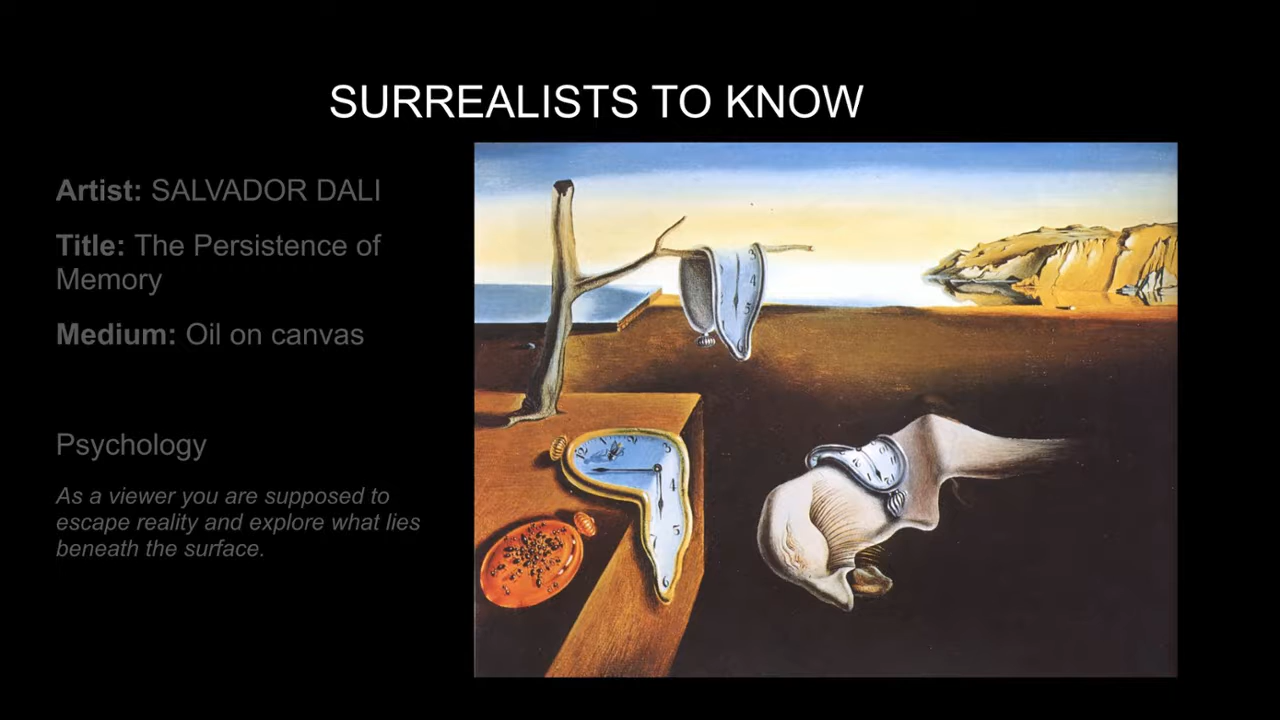 SURREALISTS TO KNOW
Artist: SALVADOR DALI
Title: The Persistence of
Memory
Medium: Oil on canvas
Psychology
As a viewer you are supposed to
escape reality and explore what lies
beneath the surface.